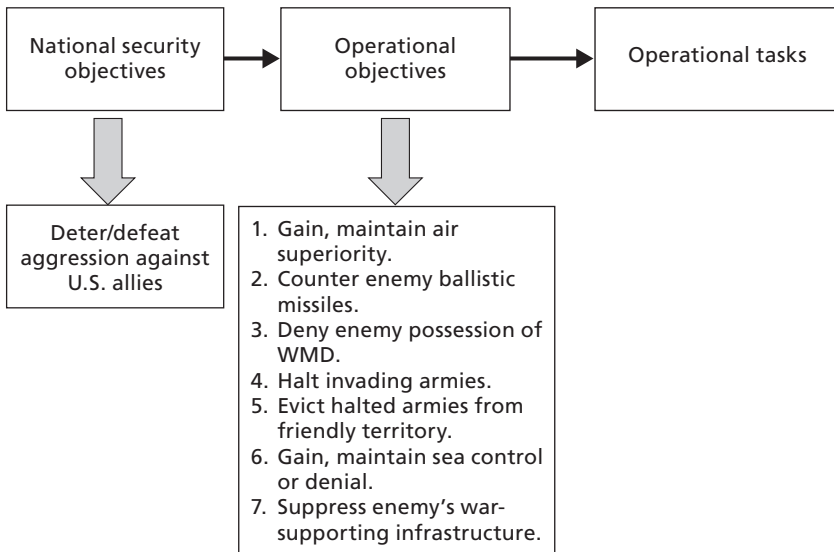 National security
objectives
Operational
objectives
Operational tasks
Deter/defeat
aggression against
U.S. allies
1. Gain, maintain air
superiority.
2. Counter enemy ballistic
missiles.
3. Deny enemy possession of
WMD.
4. Halt invading armies.
5. Evict halted armies from
friendly territory.
6. Gain, maintain sea control
or denial.
7. Suppress enemy’s war-
supporting infrastructure.